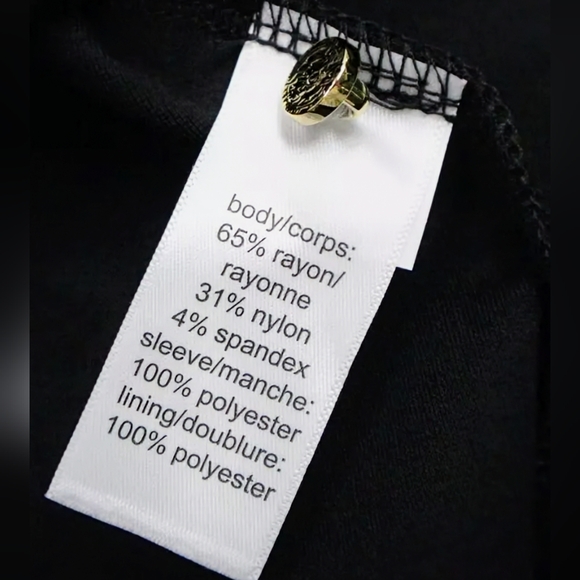 body/corps:
65% rayon/
rayonne
31% nylon
4% spandex
sleeve/manche:
100% polyester
lining/doublure:
100% polyester